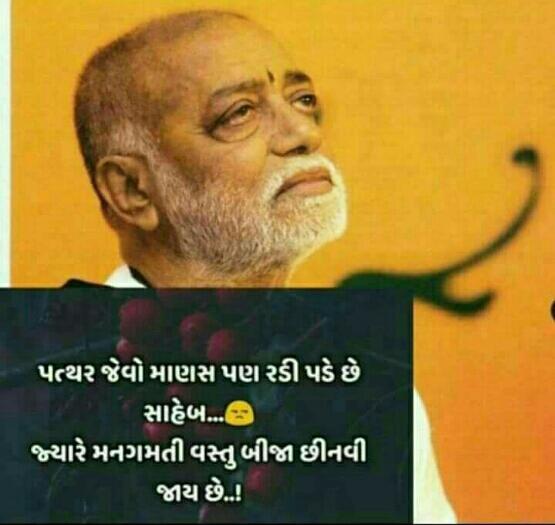 પત્થર જેવો માણસ પણ રડી પડે છે
સાહેબ...😔
જ્યારે મનગમતી વસ્તુ બીજા છીનવી
જાય છે..!